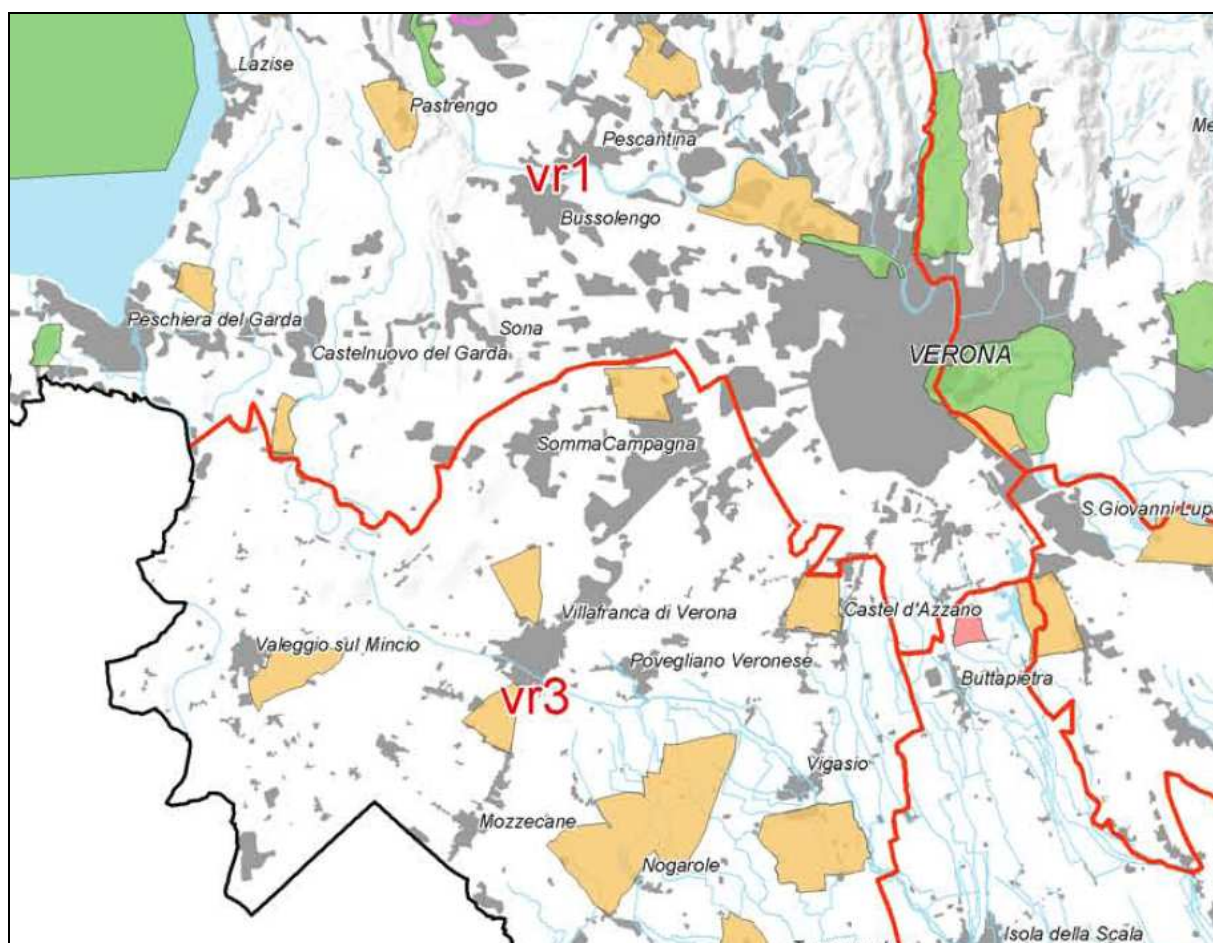 Lazise
Pastrengo
Me
Pescantina
vr1
Bussolengo
Peschiera del Garda
Sona
Castelnuovo del Garda
VERONA
SommaCampagna
S.Giovanni Lup
Villafranca di Verona
Castel d'Azzano
Valeggio sul Mincio
Povegliano Veronese
Buttapietra
vr3
Vigasio
Mozzecane
Nogarole
Isola della Scala